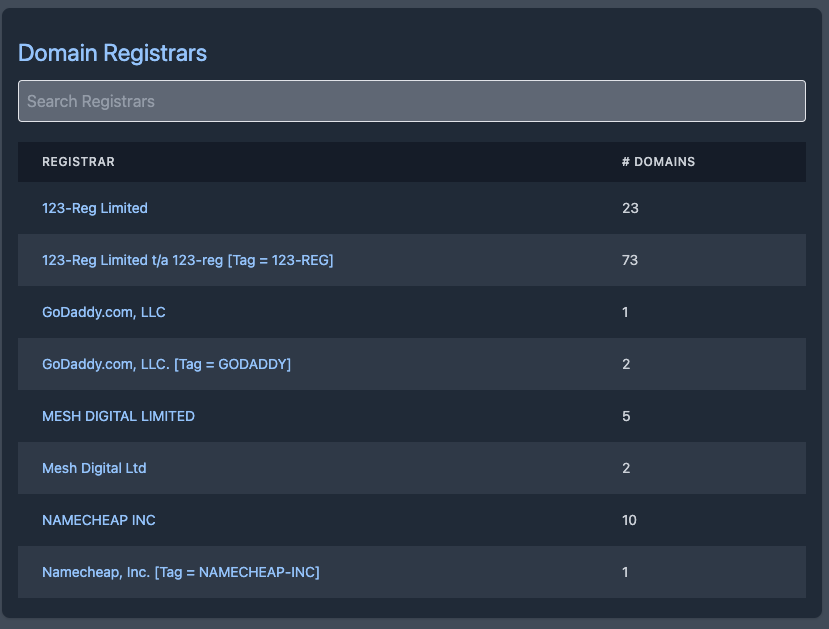 Domain Registrars
Search Registrars
REGISTRAR # DOMAINS
123-Reg Limited 23
123-Reg Limited t/a 123-reg [Tag = 123-REG] 73
GoDaddy.com, LLC 1
GoDaddy.com, LLC. [Tag = GODADDY] 2
MESH DIGITAL LIMITED 5
Mesh Digital Ltd 2
NAMECHEAP INC 10
Namecheap, Inc. [Tag = NAMECHEAP-INC] 1